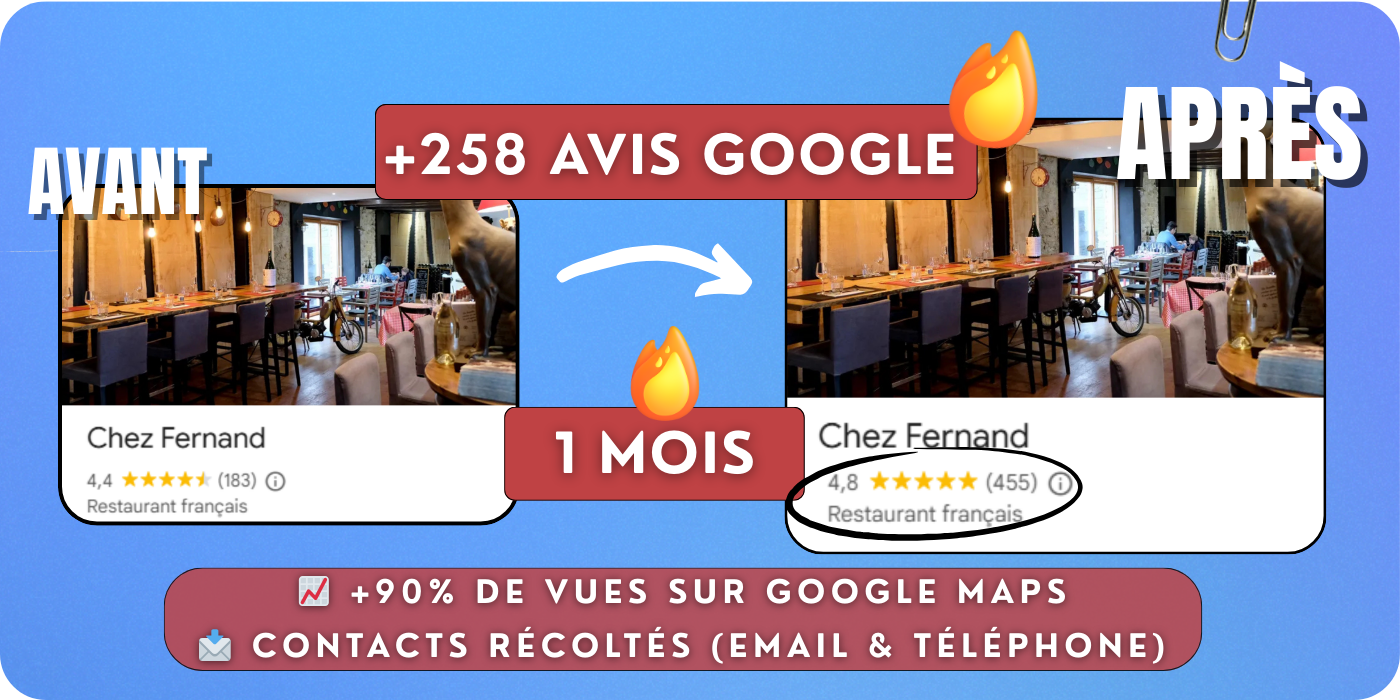 AVANT
+258 AVIS GOOGLE
APRÈS
1 MOIS
Chez Fernand
4,4 (183)
Restaurant français
Chez Fernand
4,8 (455)
Restaurant français
+90% DE VUES SUR GOOGLE MAPS
CONTACTS RÉCOLTÉS (EMAIL & TÉLÉPHONE)